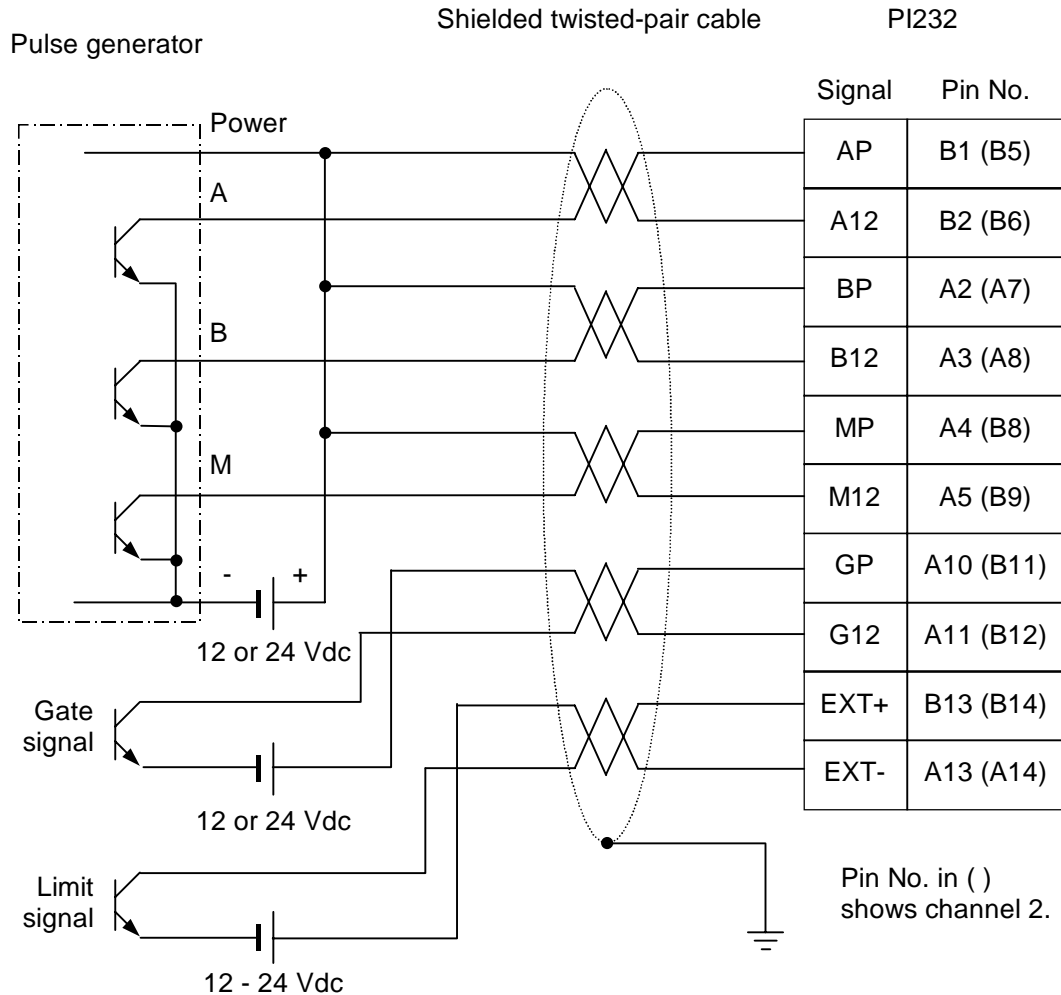 Shielded twisted-pair cable
PI232
Pulse generator
Signal
Pin No.
Power
AP
B1 (B5)
A
A12
B2 (B6)
BP
A2 (A7)
B
B12
A3 (A8)
MP
A4 (B8)
M
M12
A5 (B9)
GP
A10 (B11)
- +
12 or 24 Vdc
G12
A11 (B12)
Gate
signal
EXT+
B13 (B14)
EXT-
A13 (A14)
12 or 24 Vdc
Limit
signal
Pin No. in ( )
shows channel 2.
12 - 24 Vdc